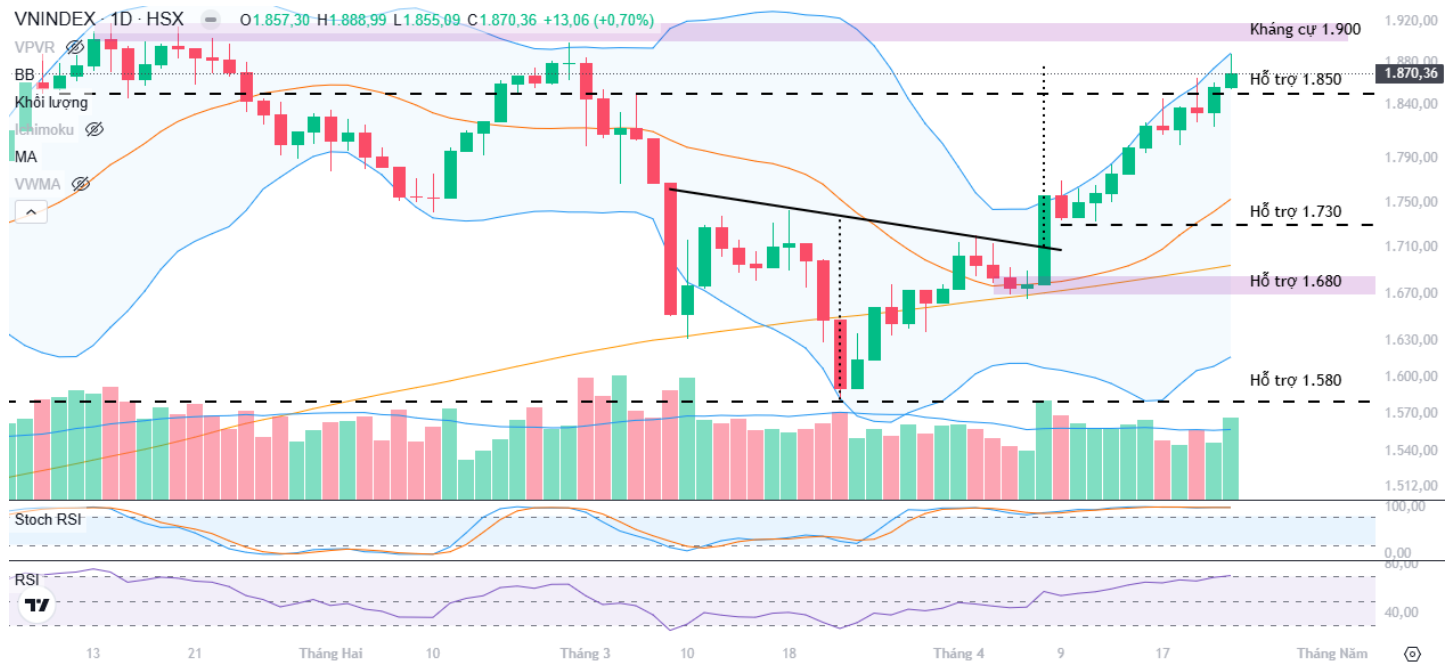 VNINDEX · 1D · HSX O1.857,30 H1.888,99 L1.855,09 C1.870,36 +13,06 (+0,70%)
VPVR
BB
Khối lượng
Ichimoku
MA
VWMA
Kháng cự 1.900
Hỗ trợ 1.850
Hỗ trợ 1.730
Hỗ trợ 1.680
Hỗ trợ 1.580
1.920,00
1.880,00
1.870,36
1.840,00
1.790,00
1.750,00
1.710,00
1.670,00
1.630,00
1.600,00
1.570,00
1.540,00
1.512,00
Stoch RSI
100,00
0,00
RSI
80,00
40,00
13 21 Tháng Hai 10 Tháng 3 10 18 Tháng 4 9 17 Tháng Năm